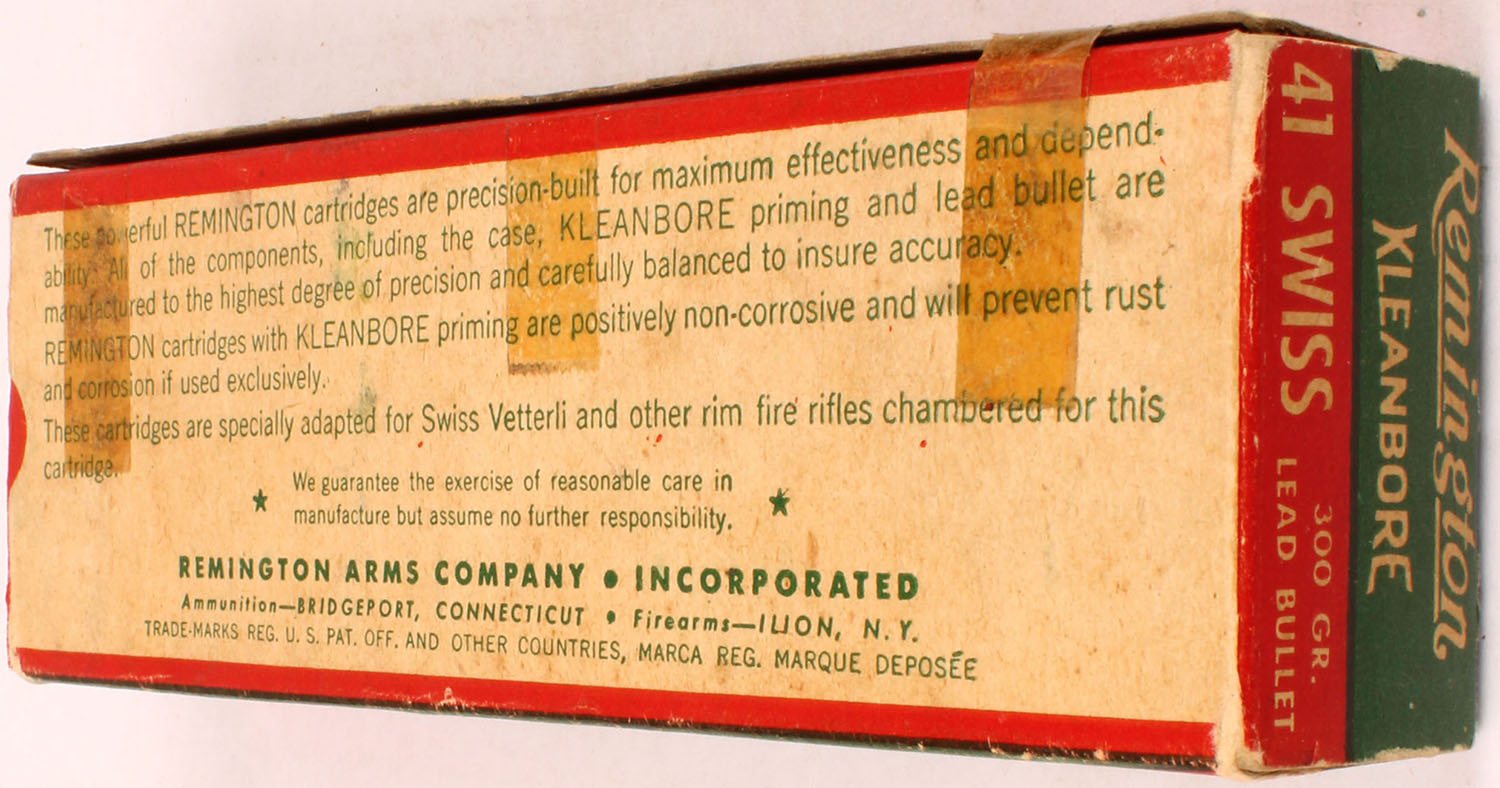 These powerful REMINGTON cartridges are precision-built for maximum effectiveness and depend-
ability. All of the components, including the case, KLEANBORE priming and lead bullet are
manufactured to the highest degree of precision and carefully balanced to insure accuracy.
REMINGTON cartridges with KLEANBORE priming are positively non-corrosive and will prevent rust
and corrosion if used exclusively.
These cartridges are specially adapted for Swiss Vetterli and other rim fire rifles chambered for this
cartridge.
★ We guarantee the exercise of reasonable care in
manufacture but assume no further responsibility. ★
REMINGTON ARMS COMPANY • INCORPORATED
Ammunition—BRIDGEPORT, CONNECTICUT • Firearms—ILION, N. Y.
TRADE-MARKS REG. U. S. PAT. OFF. AND OTHER COUNTRIES, MARCA REG. MARQUE DEPOSÉE
Remington
KLEANBORE
41 SWISS
300 GR.
LEAD BULLET